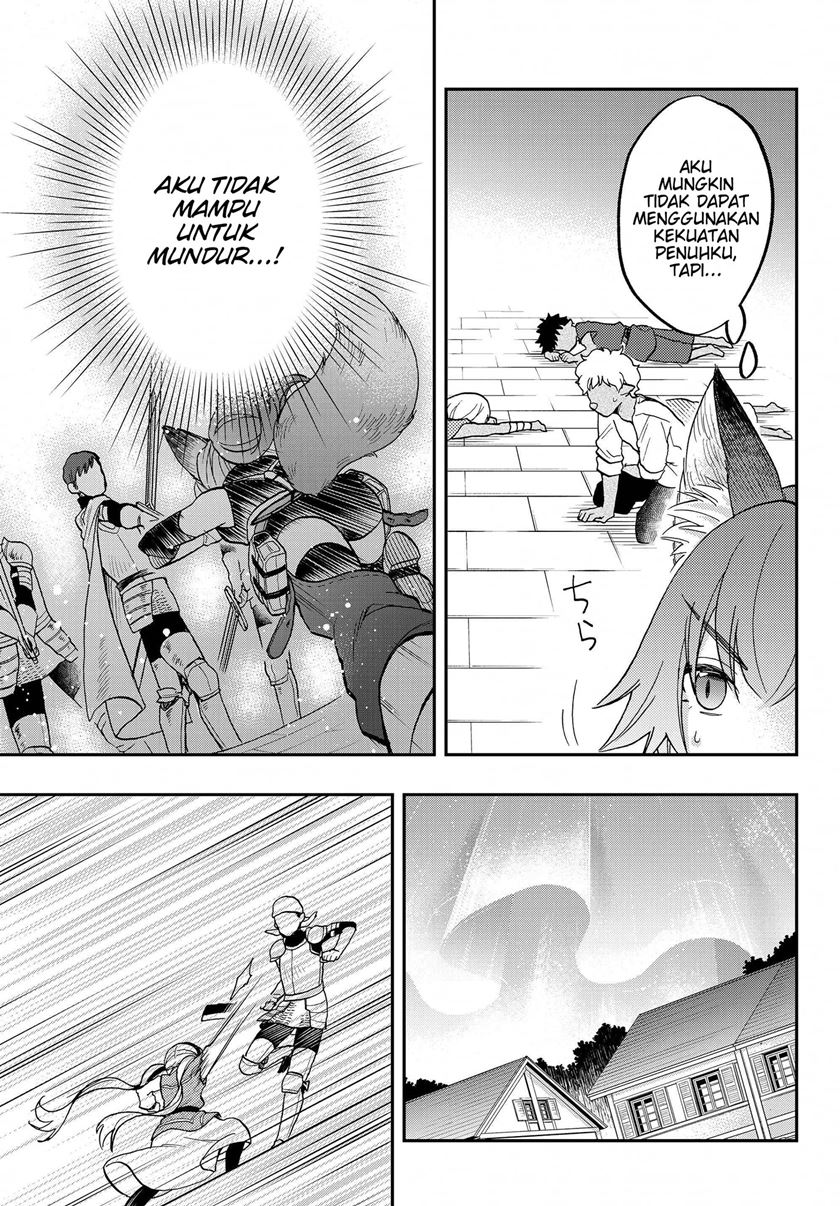 AKU
MUNGKIN
TIDAK DAPAT
MENGGUNAKAN
KEKUATAN
PENUHKU,
TAPI...
ちら
AKU TIDAK
MAMPU
UNTUK
MUNDUR...!